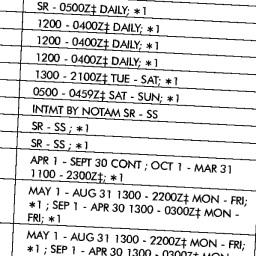 SR - 0500Z‡ DAILY; *1
1200 - 0400Z‡ DAILY; *1
1200 - 0400Z‡ DAILY; *1
1200 - 0400Z‡ DAILY; *1
1300 - 2100Z‡ TUE - SAT; *1
0500 - 0459Z‡ SAT - SUN; *1
INTMT BY NOTAM SR - SS
SR - SS ; *1
SR - SS ; *1
APR 1 - SEPT 30 CONT ; OCT 1 - MAR 31
1100 - 2300Z‡; *1
MAY 1 - AUG 31 1300 - 2200Z‡ MON - FRI;
*1 ; SEP 1 - APR 30 1300 - 0300Z‡ MON -
FRI; *1
MAY 1 - AUG 31 1300 - 2200Z‡ MON - FRI;
*1 ; SEP 1 - APR 30 1300 - 0300Z‡ MON -